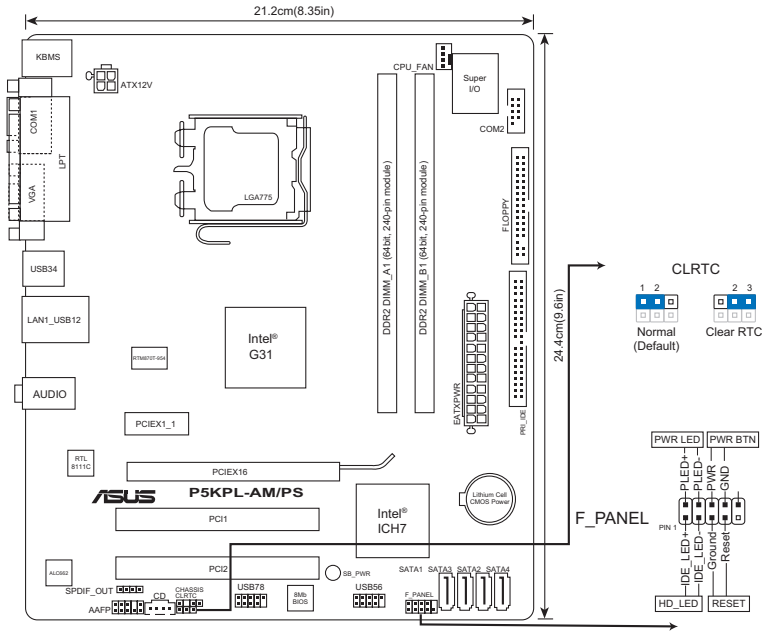 21.2cm(8.35in)
KBMS
ATX12V
CPU_FAN
Super
I/O
COM2
COM1
LPT
VGA
LGA775
DDR2 DIMM_A1 (64bit, 240-pin module)
DDR2 DIMM_B1 (64bit, 240-pin module)
FLOPPY
24.4cm(9.6in)
USB34
LAN1_USB12
Intel®
G31
EATXPWR
PRI_IDE
RTM870T-954
AUDIO
PCIEX1_1
RTL
8111C
PCIEX16
ASUS P5KPL-AM/PS
Lithium Cell
CMOS Power
PCI1
Intel®
ICH7
PCI2
ALC662
SB_PWR
SATA1 SATA3 SATA2 SATA4
SPDIF_OUT
AAFP
CD
CHASSIS
CLRTC
USB78
8Mb
BIOS
USB56
F_PANEL
CLRTC
1 2
2 3
Normal
(Default)
Clear RTC
PWR LED
PWR BTN
PLED+
PLED-
PWR
GND
F_PANEL
PIN 1
IDE_LED+
IDE_LED-
Ground
Reset
HD_LED
RESET